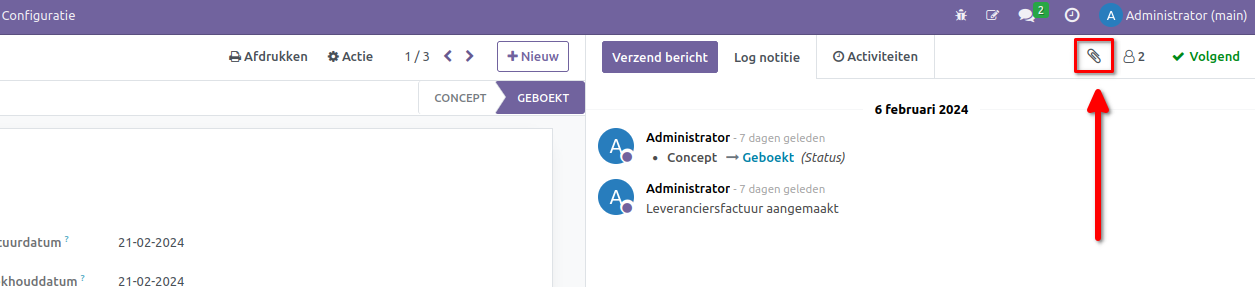 Configuratie 2 A Administrator (main)
Afdrukken Actie 1 / 3 Nieuw
Verzend bericht Log notitie Activiteiten 2 Volgend
CONCEPT GEBOEKT
6 februari 2024
A Administrator - 7 dagen geleden
• Concept → Geboekt (Status)
A Administrator - 7 dagen geleden
Leveranciersfactuur aangemaakt
tuurdatum ? 21-02-2024
ekhouddatum ? 21-02-2024